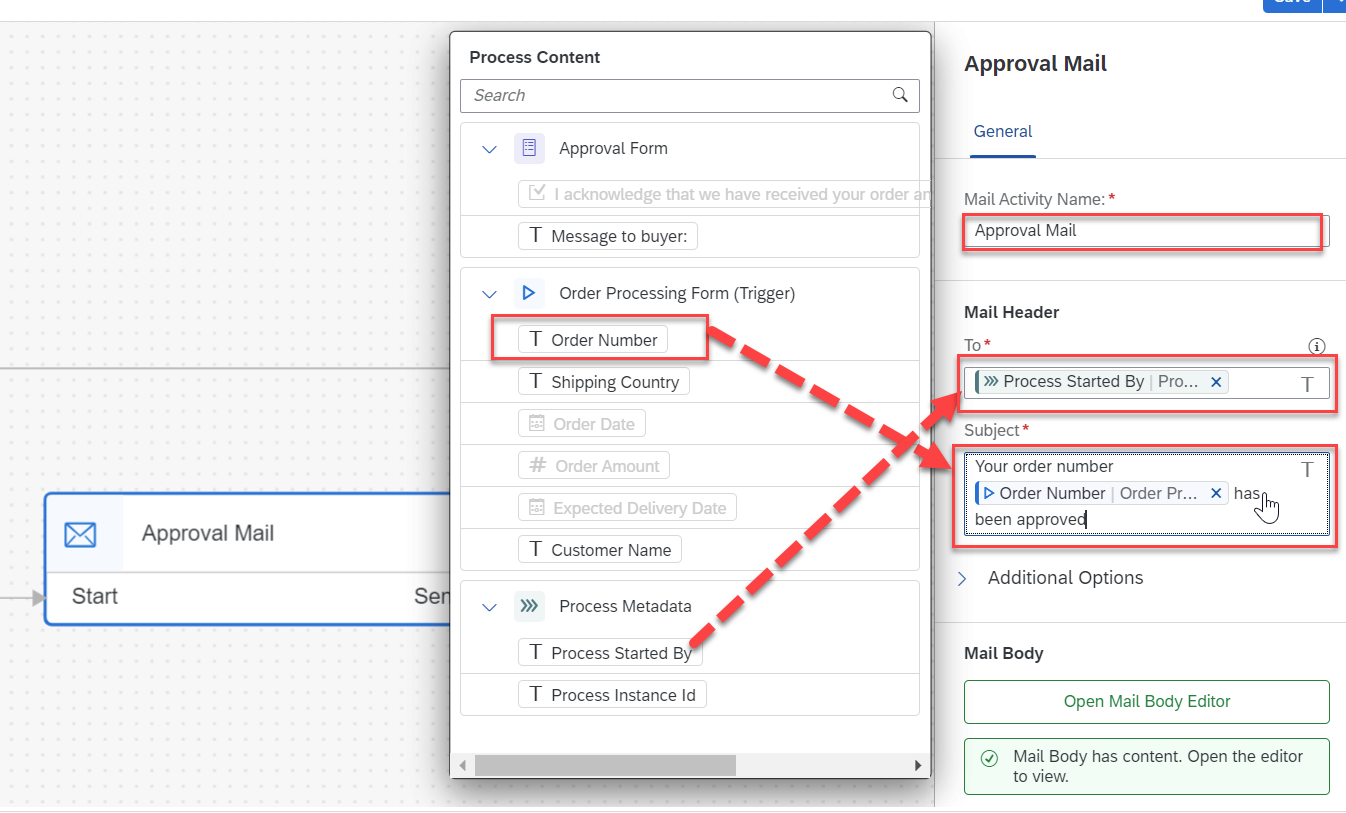 Save
Process Content
Search
Approval Form
I acknowledge that we have received your order an
Message to buyer:
Order Processing Form (Trigger)
Order Number
Shipping Country
Order Date
Order Amount
Expected Delivery Date
Customer Name
Process Metadata
Process Started By
Process Instance Id
Approval Mail
Start
Sen
Approval Mail
General
Mail Activity Name:*
Approval Mail
Mail Header
To*
Process Started By | Pro...
Subject*
Your order number
Order Number | Order Pr... has
been approved
Additional Options
Mail Body
Open Mail Body Editor
Mail Body has content. Open the editor
to view.